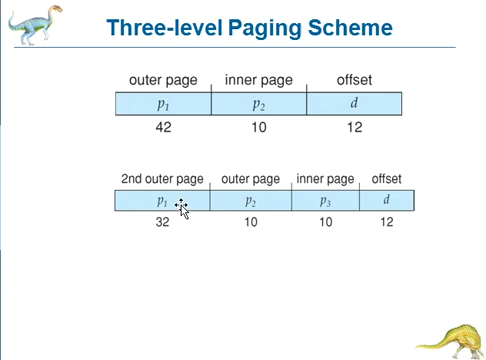 Three-level Paging Scheme
outer page inner page offset
p1 p2 d
42 10 12
2nd outer page outer page inner page offset
p1 p2 p3 d
32 10 10 12